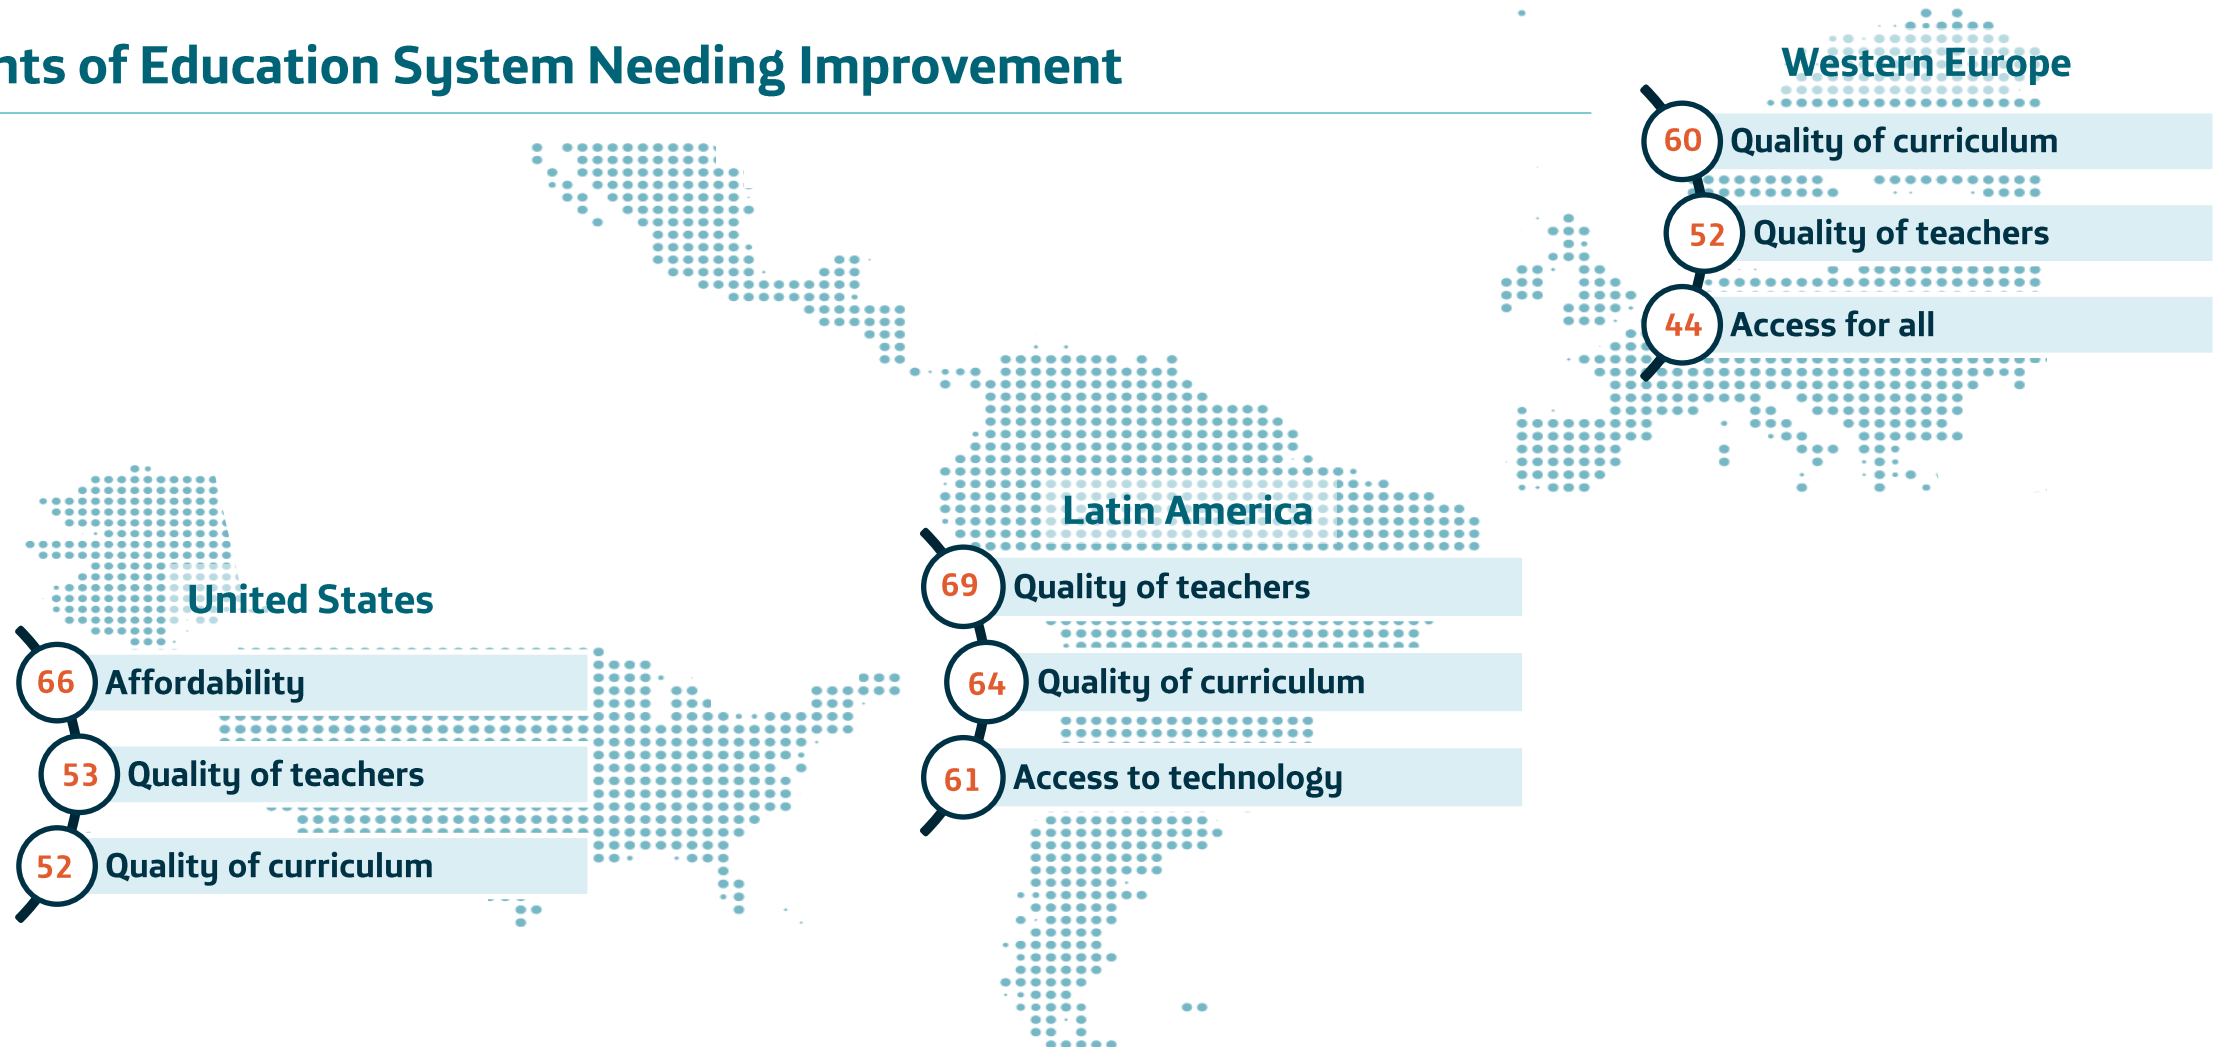 of Education System Needing Improvement
Western Europe
60 Quality of curriculum
52 Quality of teachers
44 Access for all
Latin America
69 Quality of teachers
64 Quality of curriculum
61 Access to technology
United States
66 Affordability
53 Quality of teachers
52 Quality of curriculum